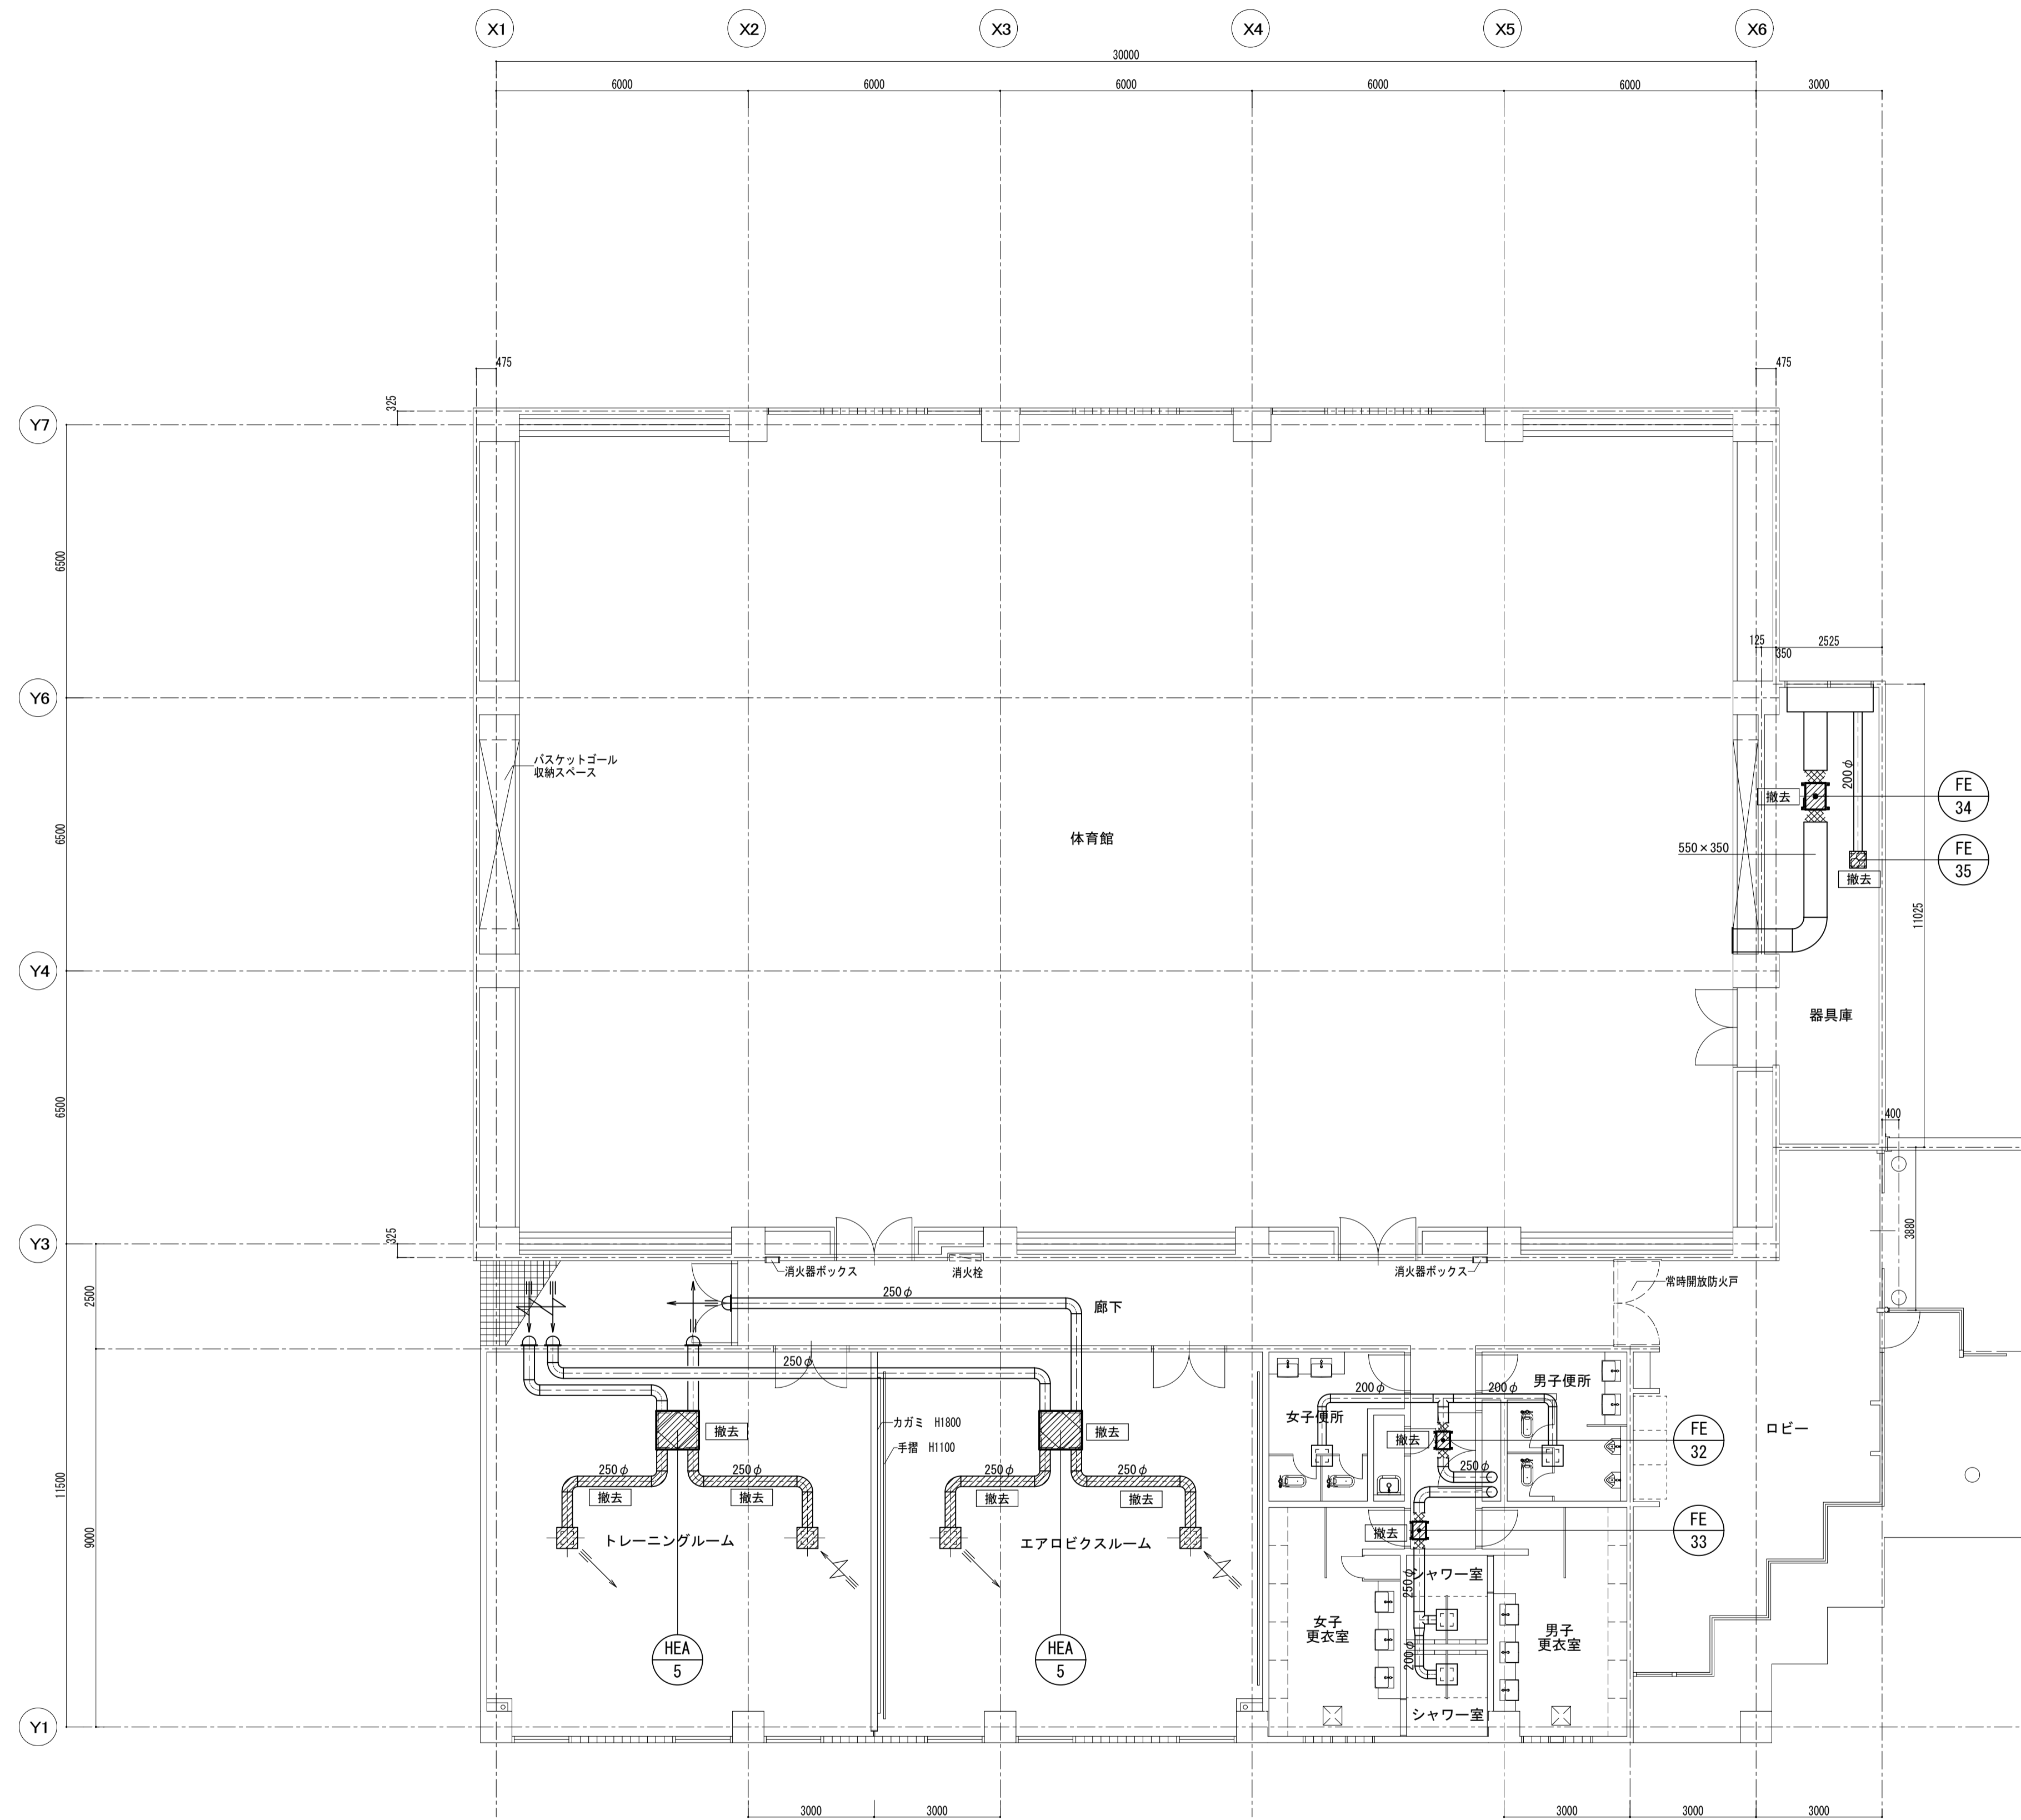 X1
X2
X3
X4
X5
X6
30000
6000
6000
6000
6000
6000
3000
475
475
325
Y7
6500
125
2525
350
Y6
バスケットゴール
収納スペース
200φ
FE
34
撤去
6500
体育館
550×350
FE
35
撤去
11025
Y4
器具庫
6500
400
3880
Y3
325
消火器ボックス
消火栓
消火器ボックス
常時開放防火戸
2500
250φ
廊下
250φ
200φ
200φ
男子便所
女子便所
カガミ H1800
手摺 H1100
撤去
撤去
撤去
FE
32
ロビー
250φ
250φ
250φ
250φ
250φ
撤去
撤去
撤去
撤去
11500
9000
トレーニングルーム
エアロビクスルーム
撤去
FE
33
250φ
シャワー室
女子
更衣室
男子
更衣室
200φ
HEA
5
HEA
5
シャワー室
Y1
3000
3000
3000
3000
3000